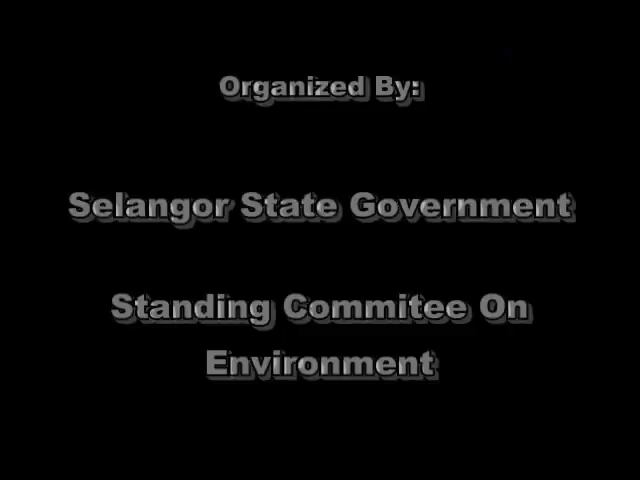 Organized By:
Selangor State Government
Standing Commitee On
Environment